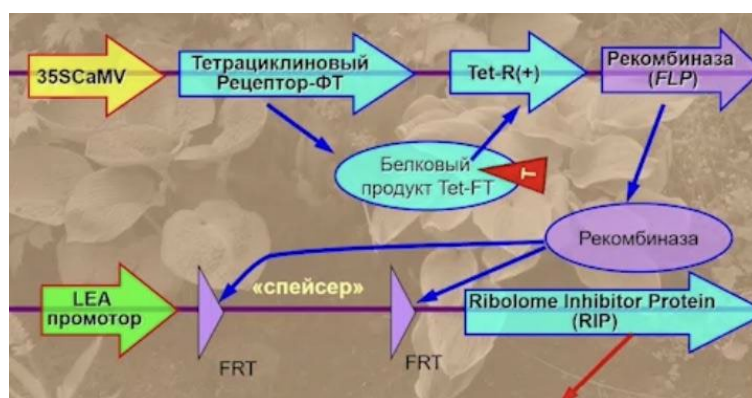 35SCaMV
Тетрациклиновый
Рецептор-ФТ
Tet-R(+)
Рекомбиназа
(FLP)
Белковый
продукт Tet-FT
T
Рекомбиназа
LEA
промотор
«спейсер»
Ribolome Inhibitor Protein
(RIP)
FRT
FRT